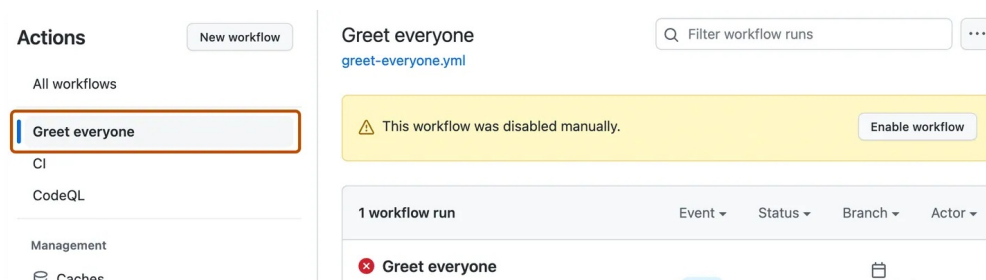 Actions
New workflow
All workflows
Greet everyone
CI
CodeQL
Management
Caches
Greet everyone
Filter workflow runs
greet-everyone.yml
This workflow was disabled manually.
Enable workflow
1 workflow run
Event
Status
Branch
Actor
Greet everyone